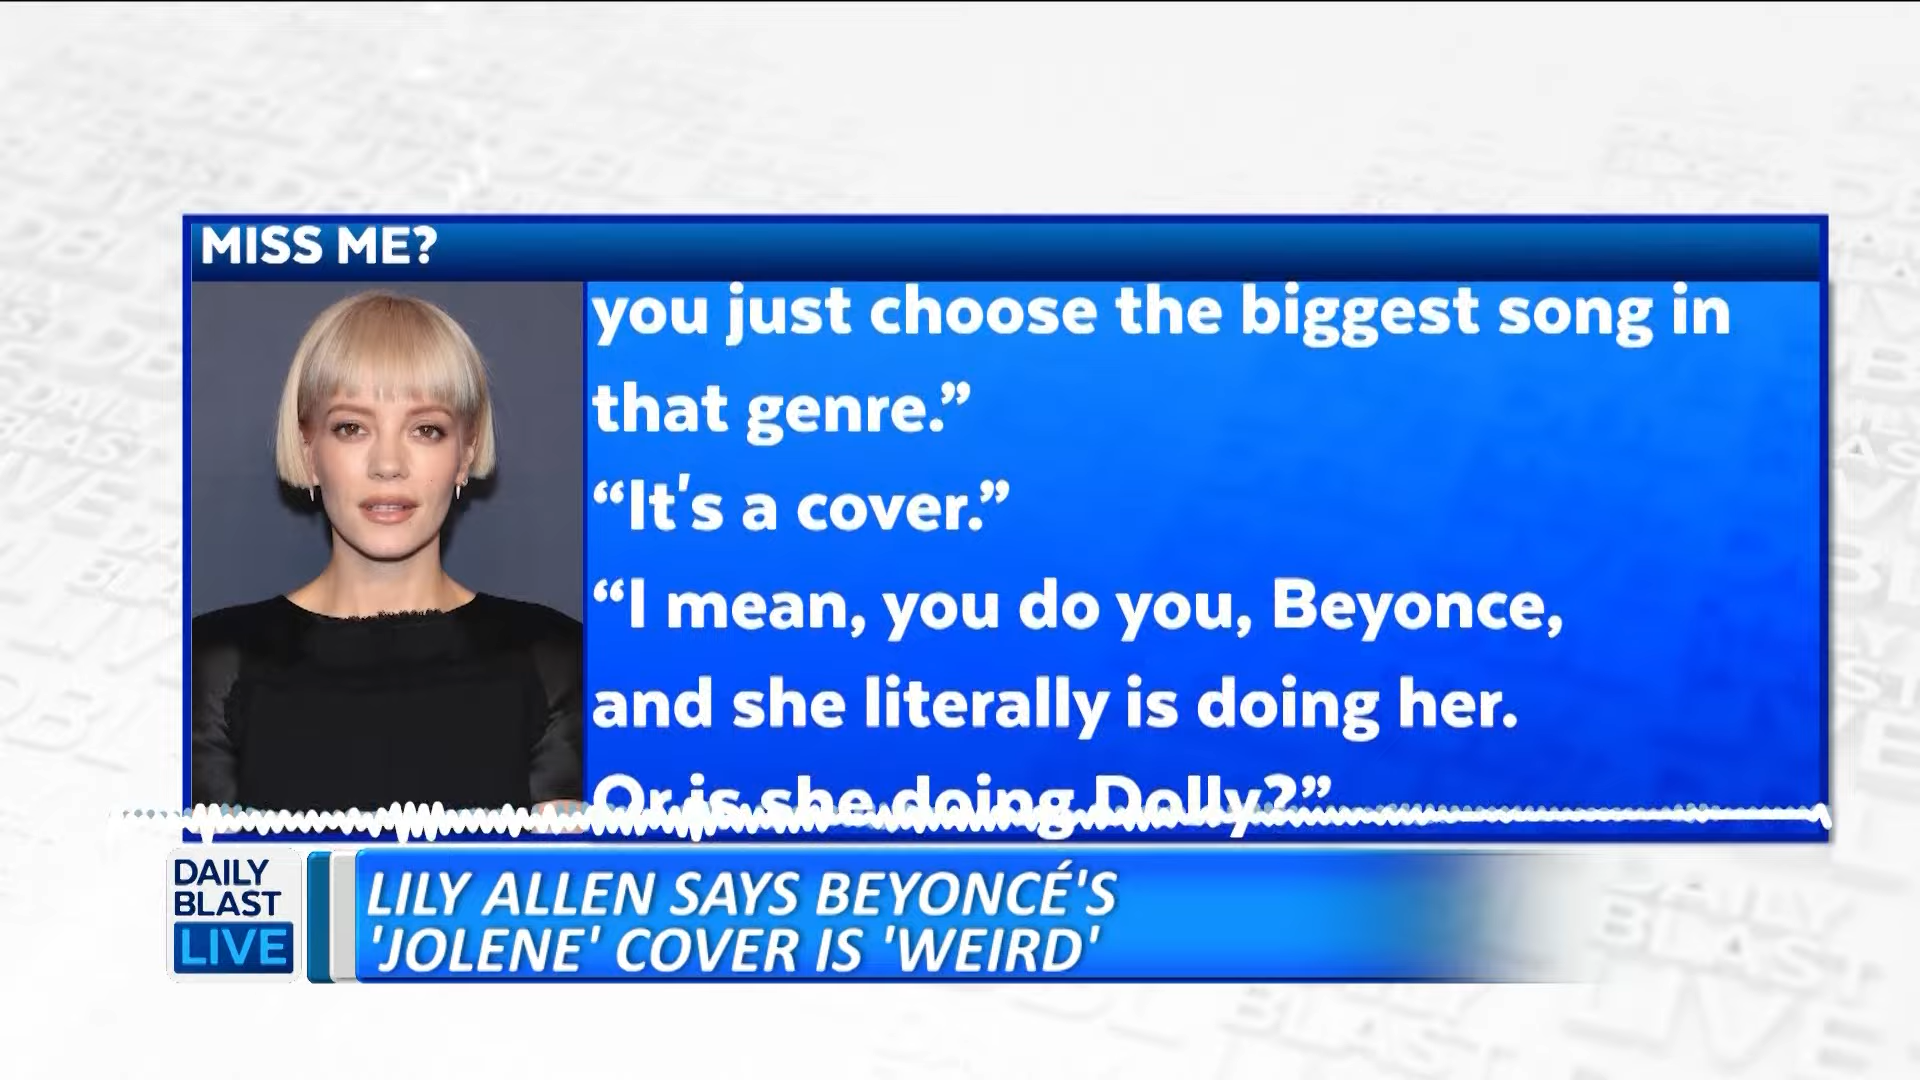 MISS ME?
you just choose the biggest song in
that genre.”
“It's a cover.”
“I mean, you do you, Beyonce,
and she literally is doing her.
Or is she doing Dolly?”
DAILY
BLAST
LIVE
LILY ALLEN SAYS BEYONCÉ'S
'JOLENE' COVER IS 'WEIRD'